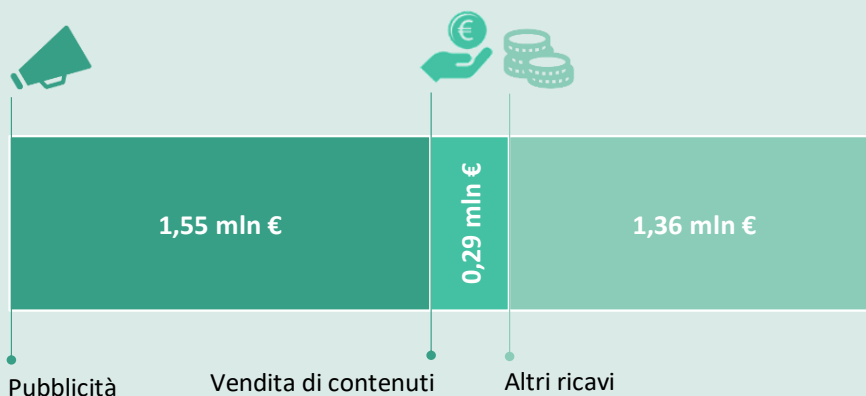 €
1,55 mln €
0,29 mln €
1,36 mln €
Pubblicità
Vendita di contenuti
Altri ricavi